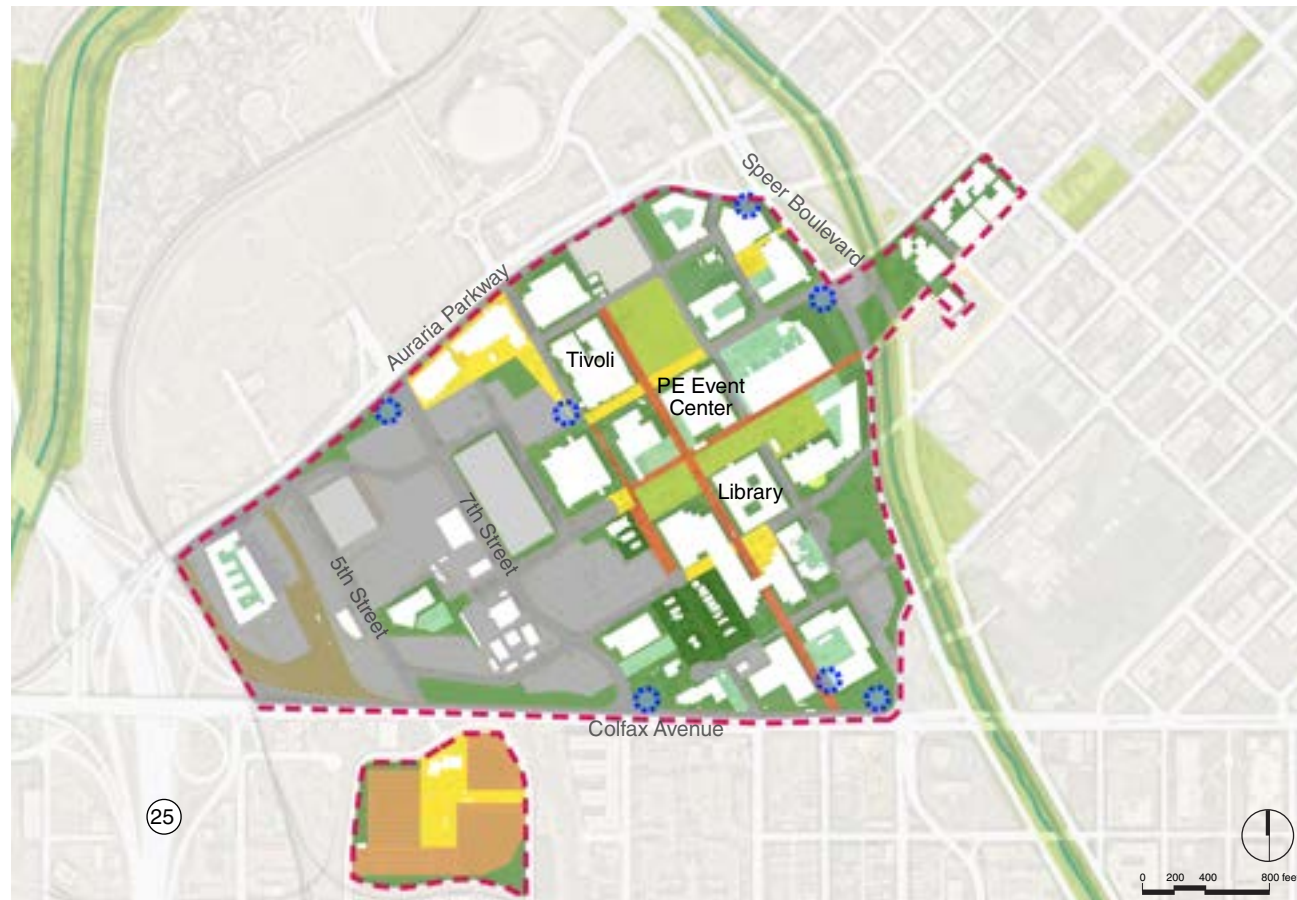 Speer Boulevard
Auraria Parkway
Tivoli
PE Event
Center
Library
7th Street
5th Street
Colfax Avenue
25
0 200 400 800 feet